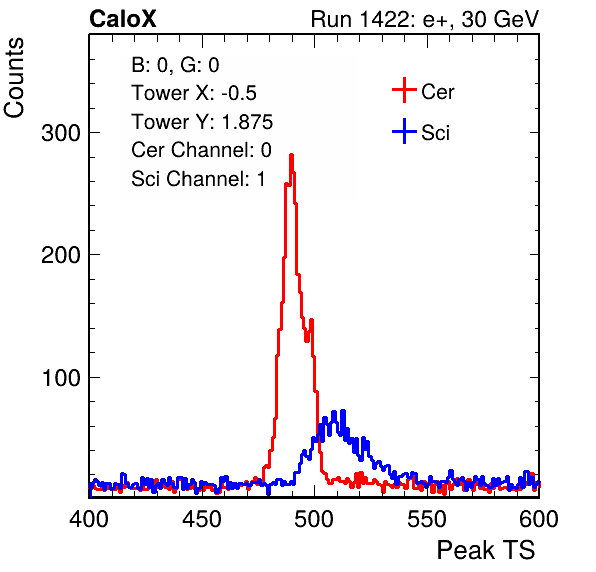 CaloX Run 1422: e+, 30 GeV
Counts
B: 0, G: 0
Tower X: -0.5
Tower Y: 1.875
Cer Channel: 0
Sci Channel: 1
Cer
Sci
300
200
100
400 450 500 550 600
Peak TS